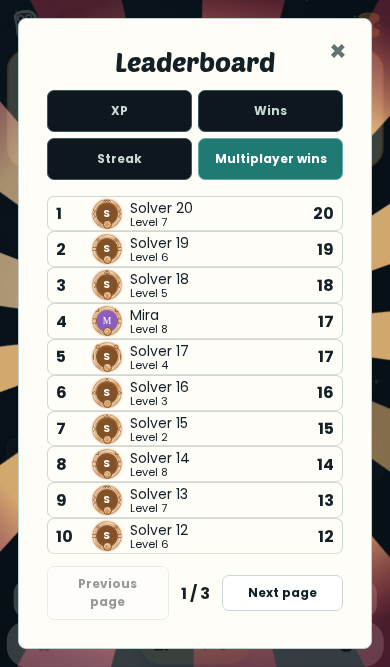 Leaderboard
✖
XP
Wins
Streak
Multiplayer wins
1 S Solver 20 20
Level 7
2 S Solver 19 19
Level 6
3 S Solver 18 18
Level 5
4 M Mira 17
Level 8
5 S Solver 17 17
Level 4
6 S Solver 16 16
Level 3
7 S Solver 15 15
Level 2
8 S Solver 14 14
Level 8
9 S Solver 13 13
Level 7
10 S Solver 12 12
Level 6
Previous
page
1 / 3
Next page